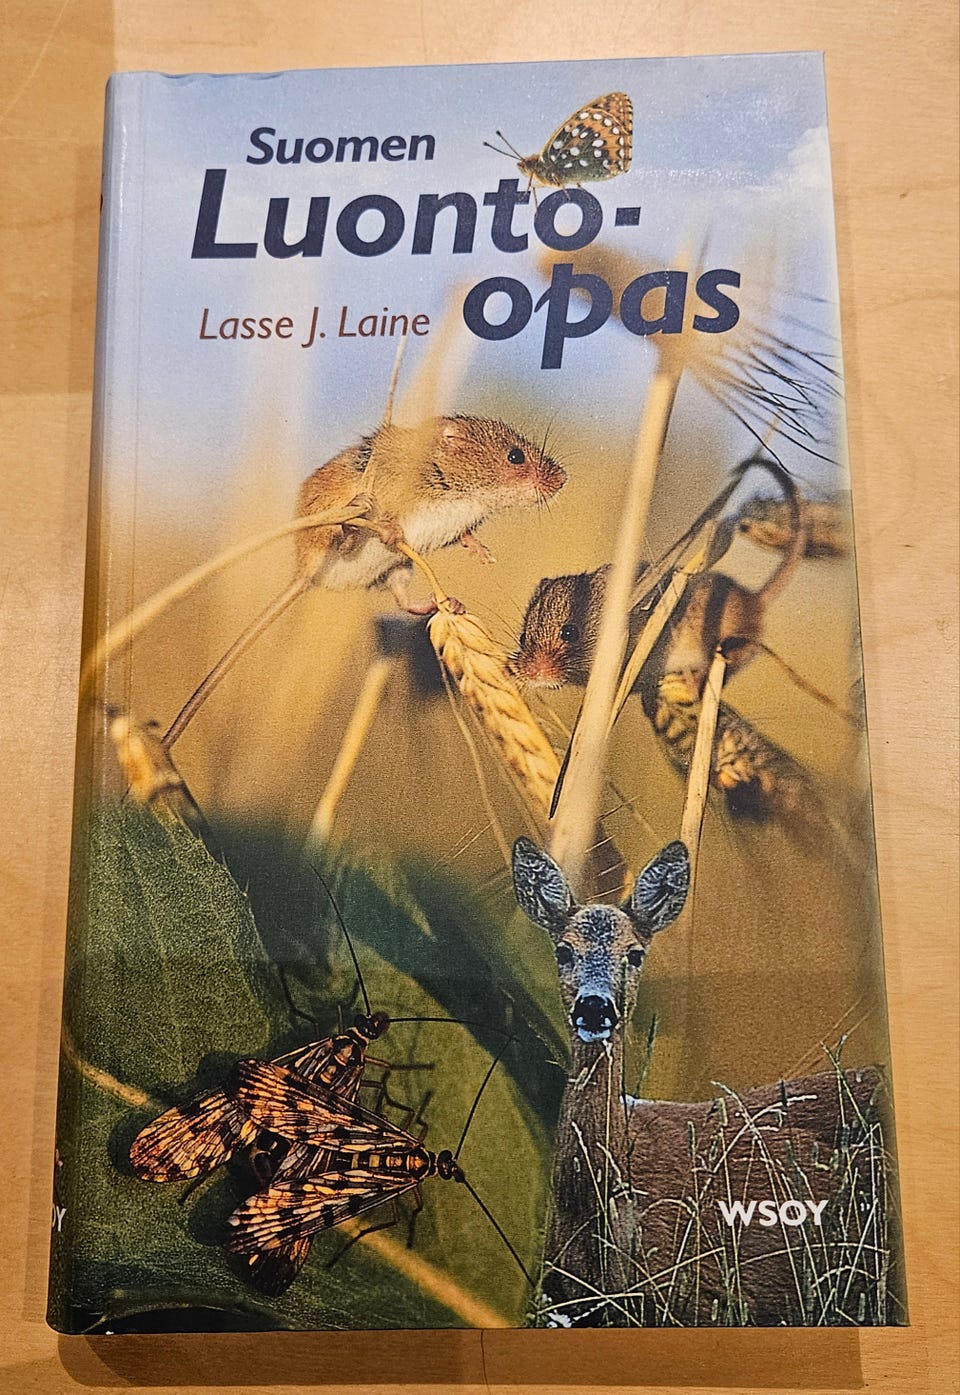 Suomen
Luonto-
opas
Lasse J. Laine
WSOY